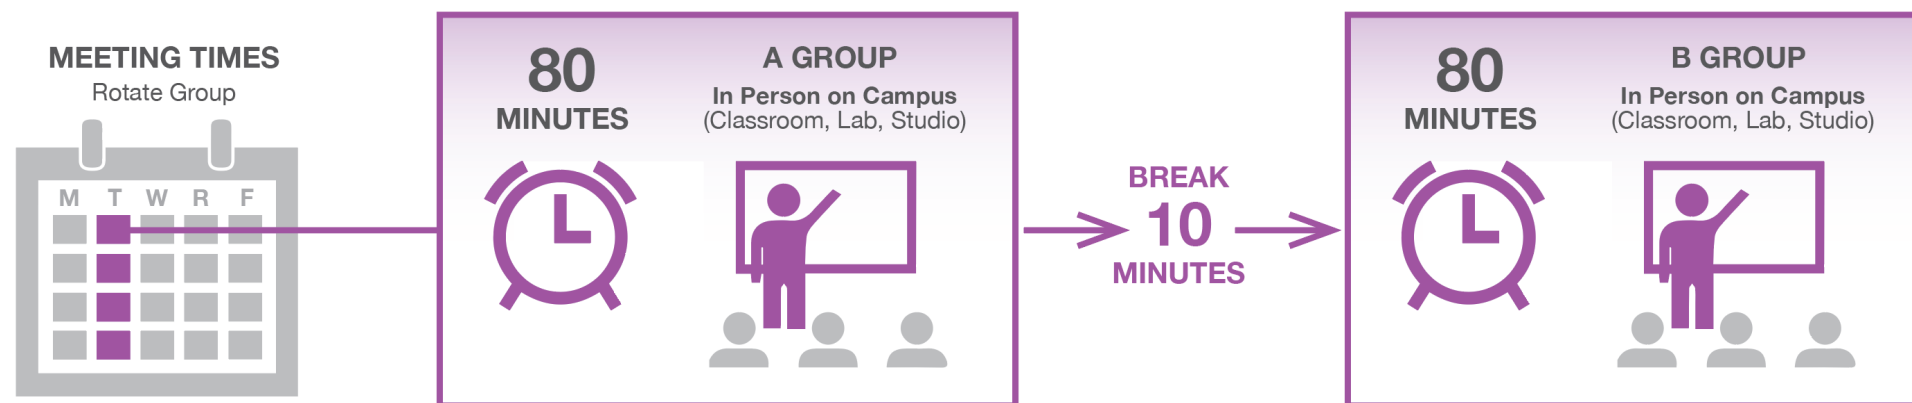 MEETING TIMES
Rotate Group
M T W R F
80
MINUTES
A GROUP
In Person on Campus
(Classroom, Lab, Studio)
BREAK
10
MINUTES
80
MINUTES
B GROUP
In Person on Campus
(Classroom, Lab, Studio)